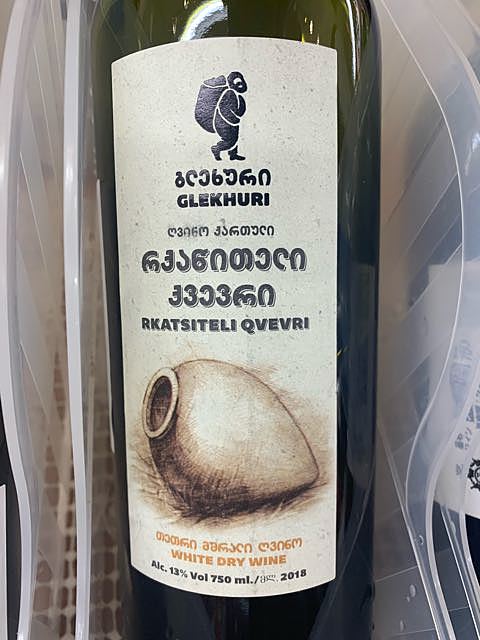 გლეხური
GLEKHURI
ღვინო ქართული
რქაწითელი
ქვევრი
RKATSITELI QVEVRI
თეთრი მშრალი ღვინო
WHITE DRY WINE
Alc. 13% Vol 750 ml./მლ. 2018